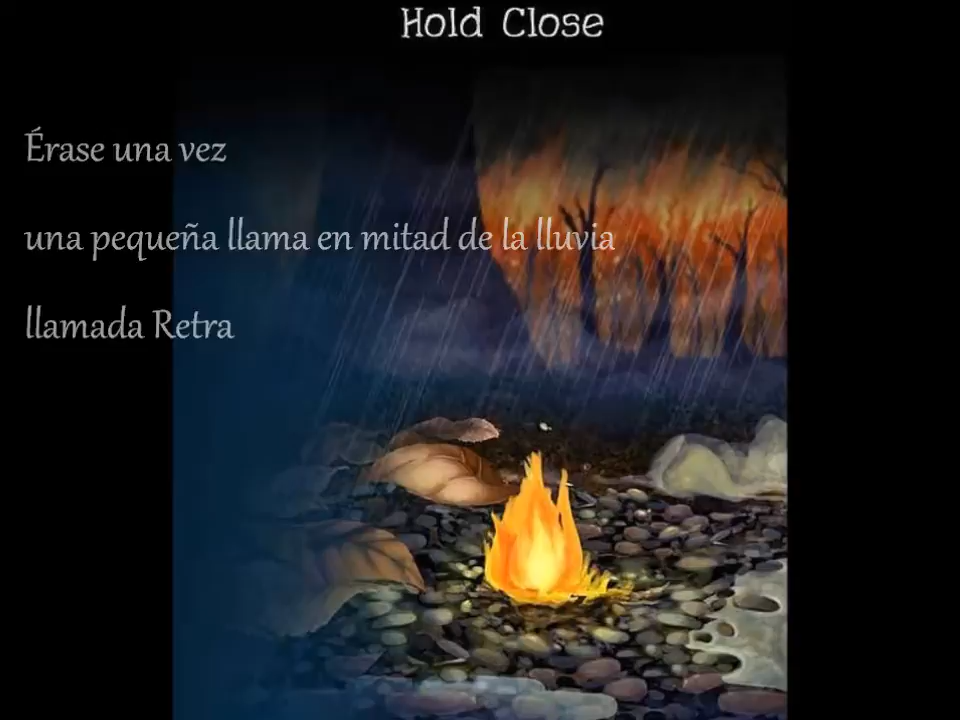 Hold Close
Érase una vez
una pequeña llama en mitad de la lluvia
llamada Retra